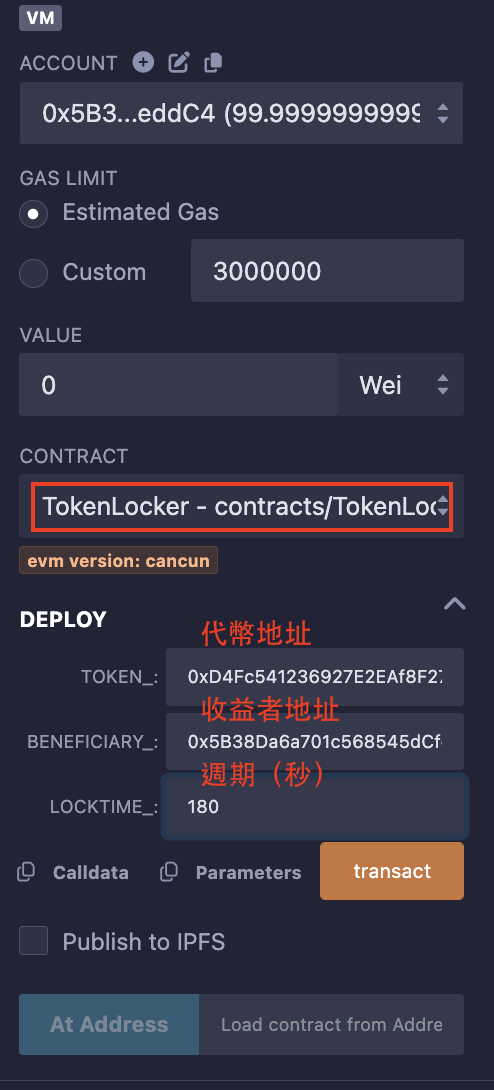 VM
ACCOUNT
0x5B3...eddC4 (99.9999999999
GAS LIMIT
Estimated Gas
Custom
3000000
VALUE
0
Wei
CONTRACT
TokenLocker - contracts/TokenLoc
evm version: cancun
DEPLOY
代幣地址
TOKEN_:
0xD4Fc541236927E2EAf8F27
收益者地址
BENEFICIARY_:
0x5B38Da6a701c568545dCf
週期（秒）
LOCKTIME_:
180
Calldata
Parameters
transact
Publish to IPFS
At Address
Load contract from Addre